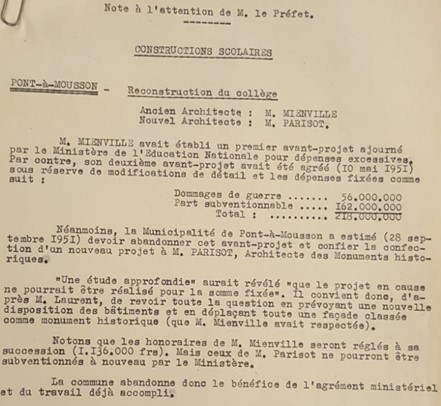 Note à l'attention de M. le Préfet.
CONSTRUCTIONS SCOLAIRES
PONT-à-MOUSSON - Reconstruction du collège
Ancien Architecte : M. MIENVILLE
Nouvel Architecte : M. PARISOT.
M. MIENVILLE avait établi un premier avant-projet ajourné
par le Ministère de l'Education Nationale pour dépenses excessives.
Par contre, son deuxième avant-projet avait été agréé (10 mai 1951)
sous réserve de modifications de détail et les dépenses fixées comme
suit :
Dommages de guerre ....... 56.000.000
Part subventionnable ..... 162.000.000
Total : .......... 218.000.000
Néanmoins, la Municipalité de Pont-à-Mousson a estimé (28 sep-
tembre 1951) devoir abandonner cet avant-projet et confier la confec-
tion d'un nouveau projet à M. PARISOT, Architecte des Monuments histo-
riques.
"Une étude approfondie" aurait révélé "que le projet en cause
ne pourrait être réalisé pour la somme fixée". Il convient donc, d'a-
près M. Laurent, de revoir toute la question en prévoyant une nouvelle
disposition des bâtiments et en déplaçant toute une façade classée
comme monument historique (que M. Mienville avait respectée).
Notons que les honoraires de M. Mienville seront réglés à sa
succession (1.136.000 frs). Mais ceux de M. Parisot ne pourront être
subventionnés à nouveau par le Ministère.
La commune abandonne donc le bénéfice de l'agrément ministériel
et du travail déjà accompli.